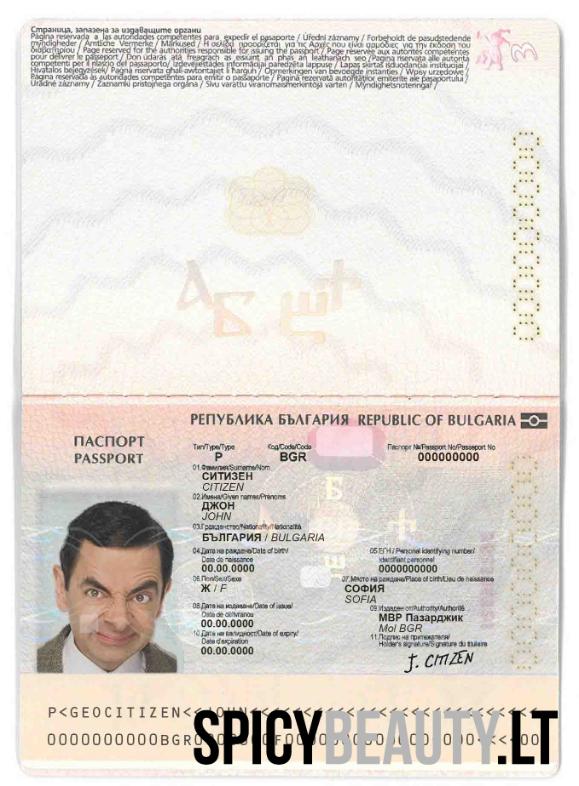 Страница, запазена за издаващите органи
Página reservada a las autoridades competentes para expedir el pasaporte / Úřední záznamy / Forbeholdt de pasudstedende
myndigheder / Amtliche Vermerke / Märkused / Η σελίδα προορίζεται για τις Αρχές που είναι αρμόδιες για την έκδοση του
διαβατηρίου / Page reserved for the authorities responsible for issuing the passport / Page réservée aux autorités compétentes
pour délivrer le passeport / Don údarás atá freagrach as eisiúint an phas an leathanach seo / Pagina riservata alle autorità
competenti per il rilascio del passaporto / Izdevējiestādes informācijai paredzēta lappuse / Lapas skirtas išduodančiai institucijai /
Hivatalos bejegyzések / Paġna riservata għall-awtoritajiet li ħarġuh / Opmerkingen van bevoegde instanties / Wpisy urzędowe /
Página reservada às autoridades competentes para emitir o passaporte / Pagină rezervată autorităților emitente ale pașaportului /
Úradné záznamy / Zaznamki pristojnega organa / Sivu varattu viranomaismerkintöjä varten / Myndighetsnoteringar /
РЕПУБЛИКА БЪЛГАРИЯ REPUBLIC OF BULGARIA
ПАСПОРТ
PASSPORT
Тип/Type/Type Код/Code/Code Паспорт №/Passport No/Passeport No
P BGR 000000000
01.Фамилия/Surname/Nom
СИТИЗЕН
CITIZEN
02.Имена/Given names/Prénoms
ДЖОН
JOHN
03.Гражданство/Nationality/Nationalité
БЪЛГАРИЯ / BULGARIA
04.Дата на раждане/Date of birth/ 05.ЕГН / Personal identifying number/
Date de naissance Identifiant personnel
00.00.0000 0000000000
06.Пол/Sex/Sexe 07.Място на раждане/Place of birth/Lieu de naissance
Ж / F СОФИЯ
SOFIA
08.Дата на издаване/Date of issue/ 09.Издаден от/Authority/Autorité
Date de délivrance МВР Пазарджик
00.00.0000 MoI BGR
10.Дата на валидност/Date of expiry/ 11.Подпис на притежателя/
Date d'expiration Holder's signature/Signature du titulaire
00.00.0000
J. CITIZEN
P<GEOCITIZEN<<JOHN<<<<<<<<<<<<<<<<<<<<<<
SPICYBEAUTY.LT